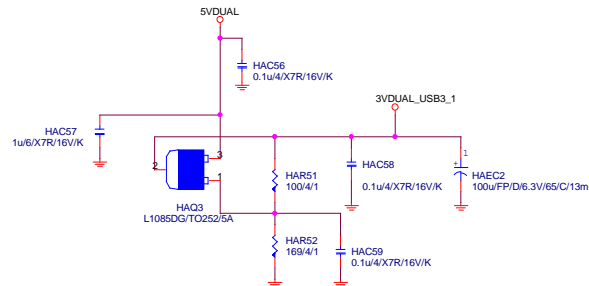 5VDUAL
HAC56
0.1u/4/X7R/16V/K
3VDUAL_USB3_1
HAC57
1u/6/X7R/16V/K
3
2
1
HAQ3
L1085DG/TO252/5A
HAR51
100/4/1
HAC58
0.1u/4/X7R/16V/K
1
+
HAEC2
100u/FP/D/6.3V/65/C/13m
HAR52
169/4/1
HAC59
0.1u/4/X7R/16V/K